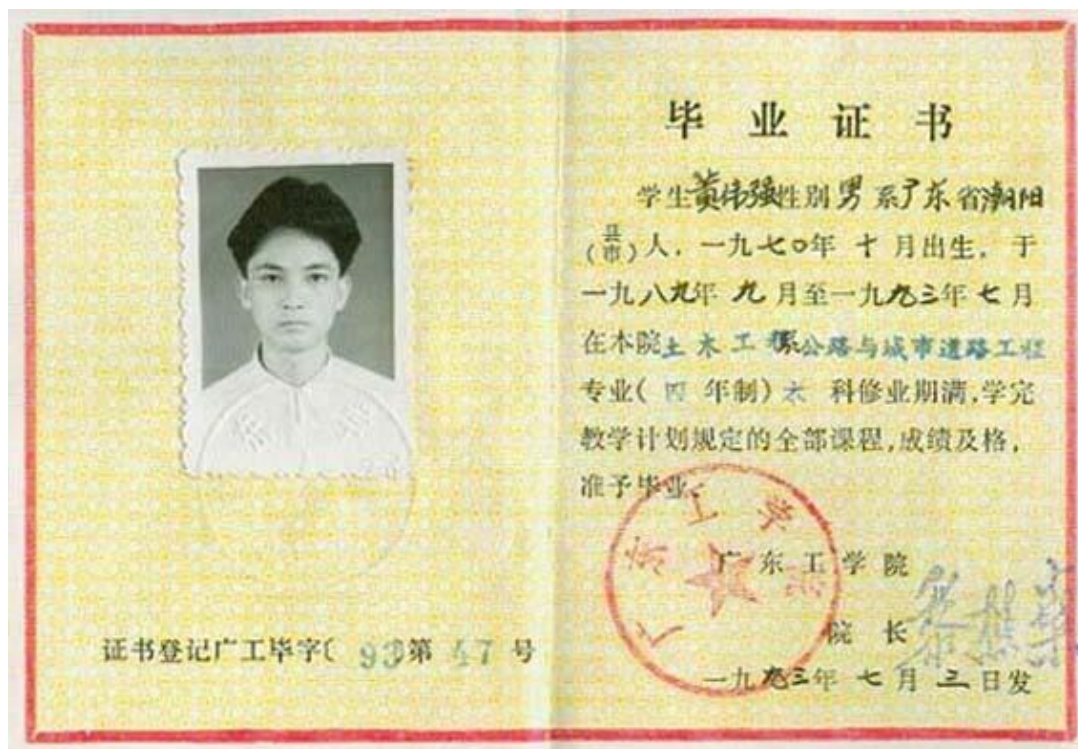 证书登记广工毕字〔93〕第 47 号
毕业证书
学生黄伟强性别男系广东省潮阳
(县市)人，一九七〇年十月出生，于
一九八九年九月至一九九三年七月
在本院土木工程系公路与城市道路工程
专业(四年制)本科修业期满，学完
教学计划规定的全部课程，成绩及格，
准予毕业。
广东工学院
广东工学院
院长
一九九三年七月三日发